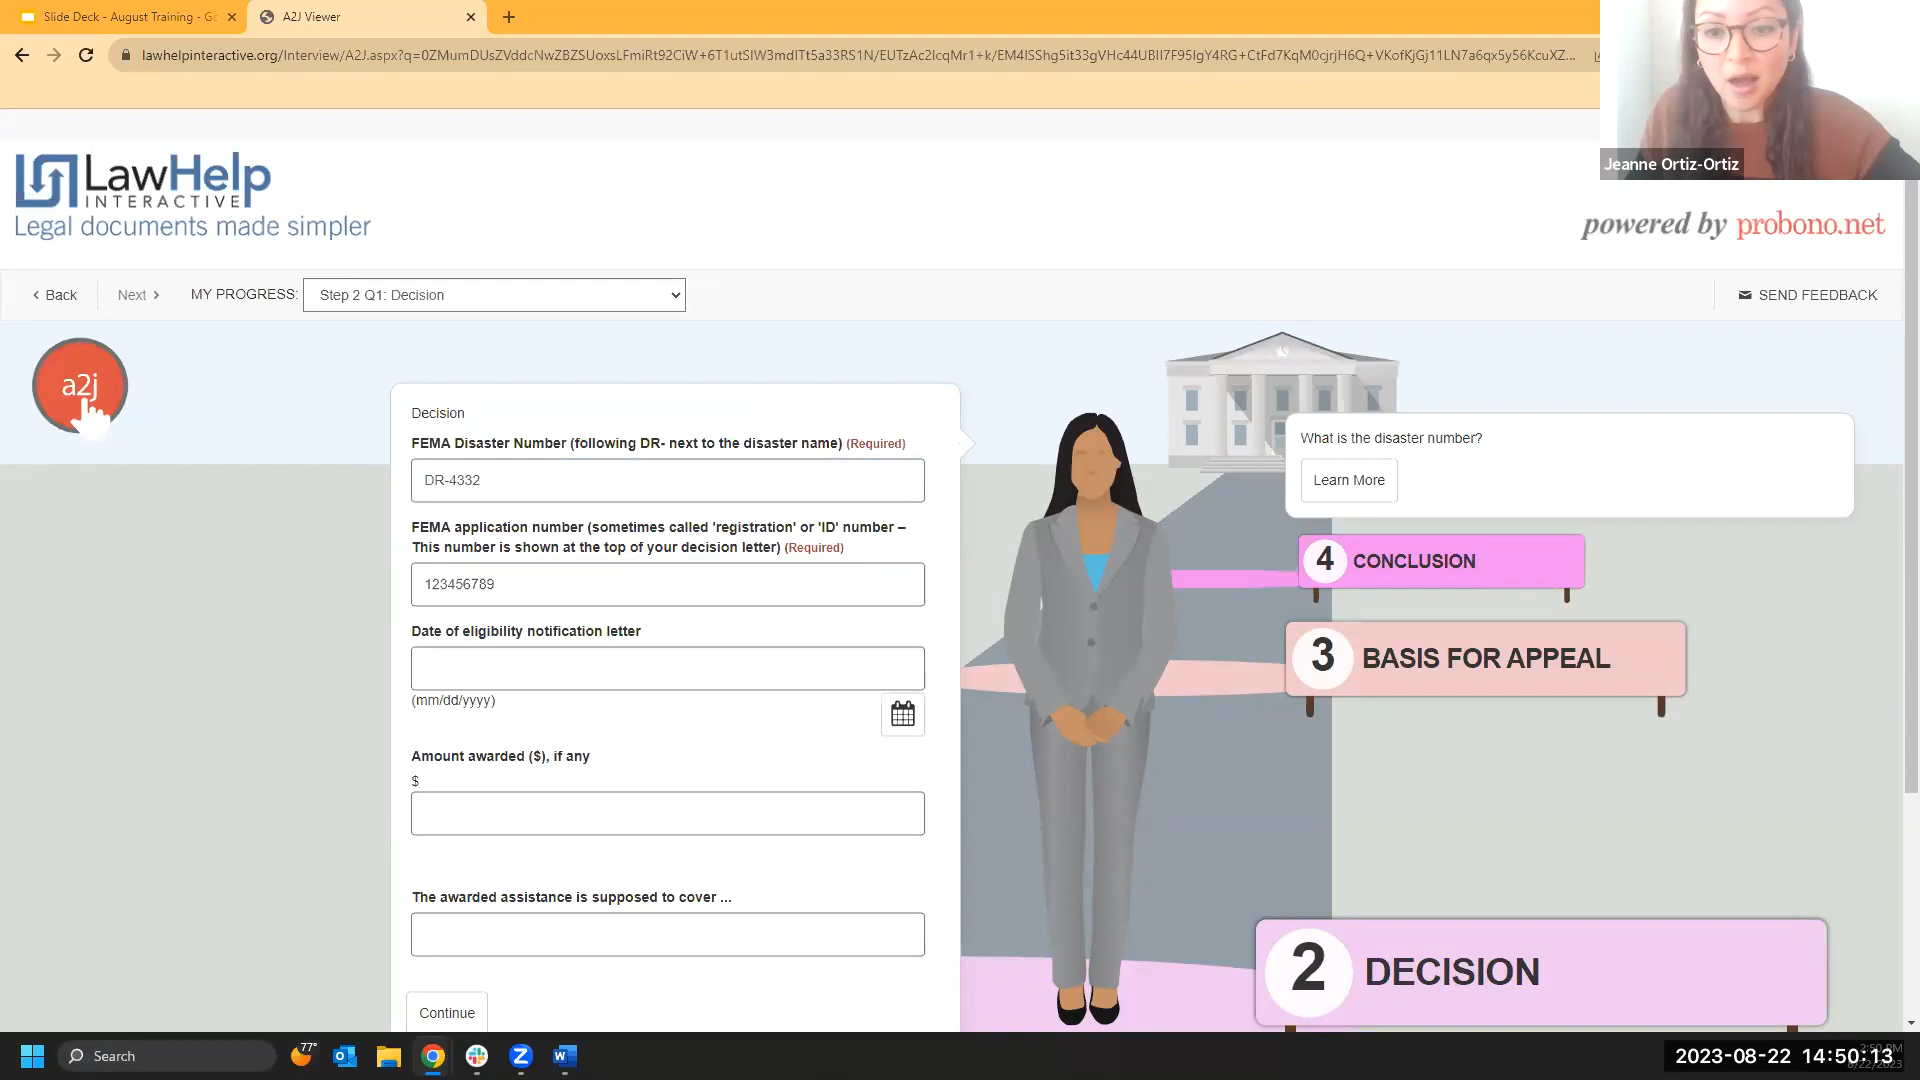 Slide Deck - August Training - Go
A2J Viewer
lawhelpinteractive.org/Interview/A2J.aspx?q=
Jeanne Ortiz-Ortiz
LawHelp
INTERACTIVE
Legal documents made simpler
powered by probono.net
Back
Next
MY PROGRESS:
Step 2 Q1: Decision
SEND FEEDBACK
a2j
Decision
FEMA Disaster Number (following DR- next to the disaster name) (Required)
DR-4332
FEMA application number (sometimes called 'registration' or 'ID' number –
This number is shown at the top of your decision letter) (Required)
123456789
Date of eligibility notification letter
(mm/dd/yyyy)
Amount awarded ($), if any
$
The awarded assistance is supposed to cover ...
Continue
What is the disaster number?
Learn More
4 CONCLUSION
3 BASIS FOR APPEAL
2 DECISION
Search
77°
2023-08-22 14:50:13